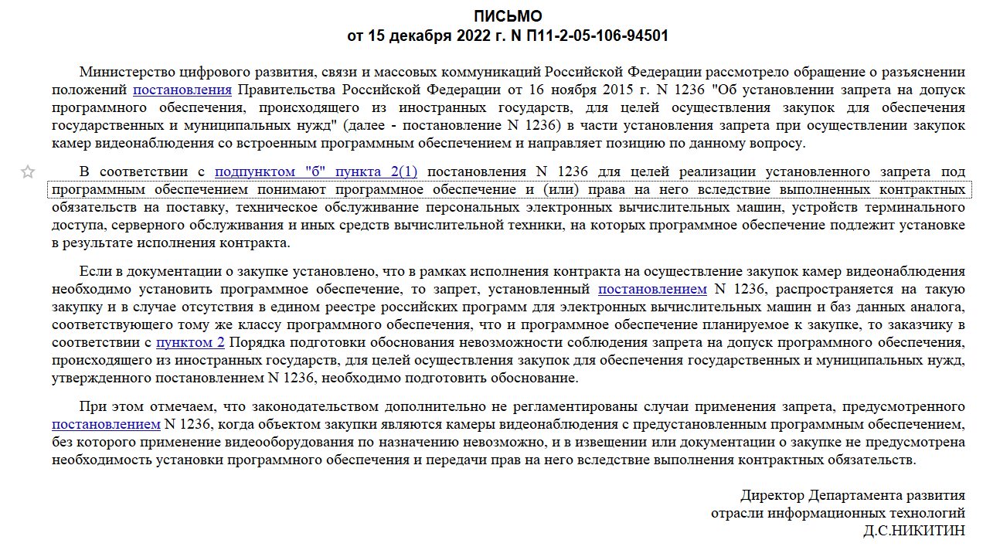 ПИСЬМО
от 15 декабря 2022 г. N П11-2-05-106-94501
Министерство цифрового развития, связи и массовых коммуникаций Российской Федерации рассмотрело обращение о разъяснении
положений постановления Правительства Российской Федерации от 16 ноября 2015 г. N 1236 "Об установлении запрета на допуск
программного обеспечения, происходящего из иностранных государств, для целей осуществления закупок для обеспечения
государственных и муниципальных нужд" (далее - постановление N 1236) в части установления запрета при осуществлении закупок
камер видеонаблюдения со встроенным программным обеспечением и направляет позицию по данному вопросу.
В соответствии с подпунктом "б" пункта 2(1) постановления N 1236 для целей реализации установленного запрета под
программным обеспечением понимают программное обеспечение и (или) права на него вследствие выполненных контрактных
обязательств на поставку, техническое обслуживание персональных электронных вычислительных машин, устройств терминального
доступа, серверного обслуживания и иных средств вычислительной техники, на которых программное обеспечение подлежит установке
в результате исполнения контракта.
Если в документации о закупке установлено, что в рамках исполнения контракта на осуществление закупок камер видеонаблюдения
необходимо установить программное обеспечение, то запрет, установленный постановлением N 1236, распространяется на такую
закупку и в случае отсутствия в едином реестре российских программ для электронных вычислительных машин и баз данных аналога,
соответствующего тому же классу программного обеспечения, что и программное обеспечение планируемое к закупке, то заказчику в
соответствии с пунктом 2 Порядка подготовки обоснования невозможности соблюдения запрета на допуск программного обеспечения,
происходящего из иностранных государств, для целей осуществления закупок для обеспечения государственных и муниципальных нужд,
утвержденного постановлением N 1236, необходимо подготовить обоснование.
При этом отмечаем, что законодательством дополнительно не регламентированы случаи применения запрета, предусмотренного
постановлением N 1236, когда объектом закупки являются камеры видеонаблюдения с предустановленным программным обеспечением,
без которого применение видеооборудования по назначению невозможно, и в извещении или документации о закупке не предусмотрена
необходимость установки программного обеспечения и передачи прав на него вследствие выполнения контрактных обязательств.
Директор Департамента развития
отрасли информационных технологий
Д.С.НИКИТИН